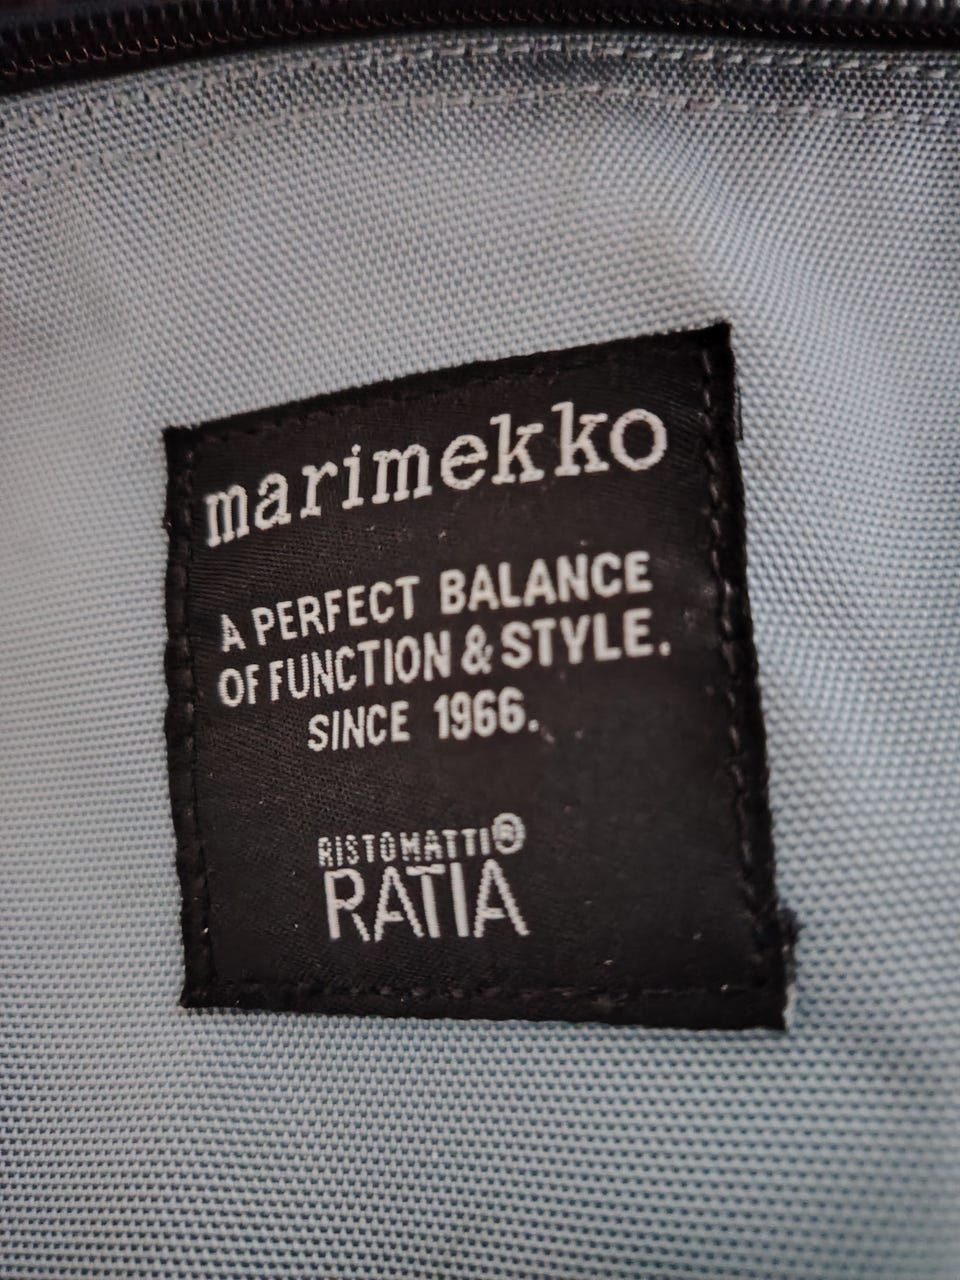 marimekko
A PERFECT BALANCE
OF FUNCTION & STYLE.
SINCE 1966.
RISTOMATTI®
RATIA